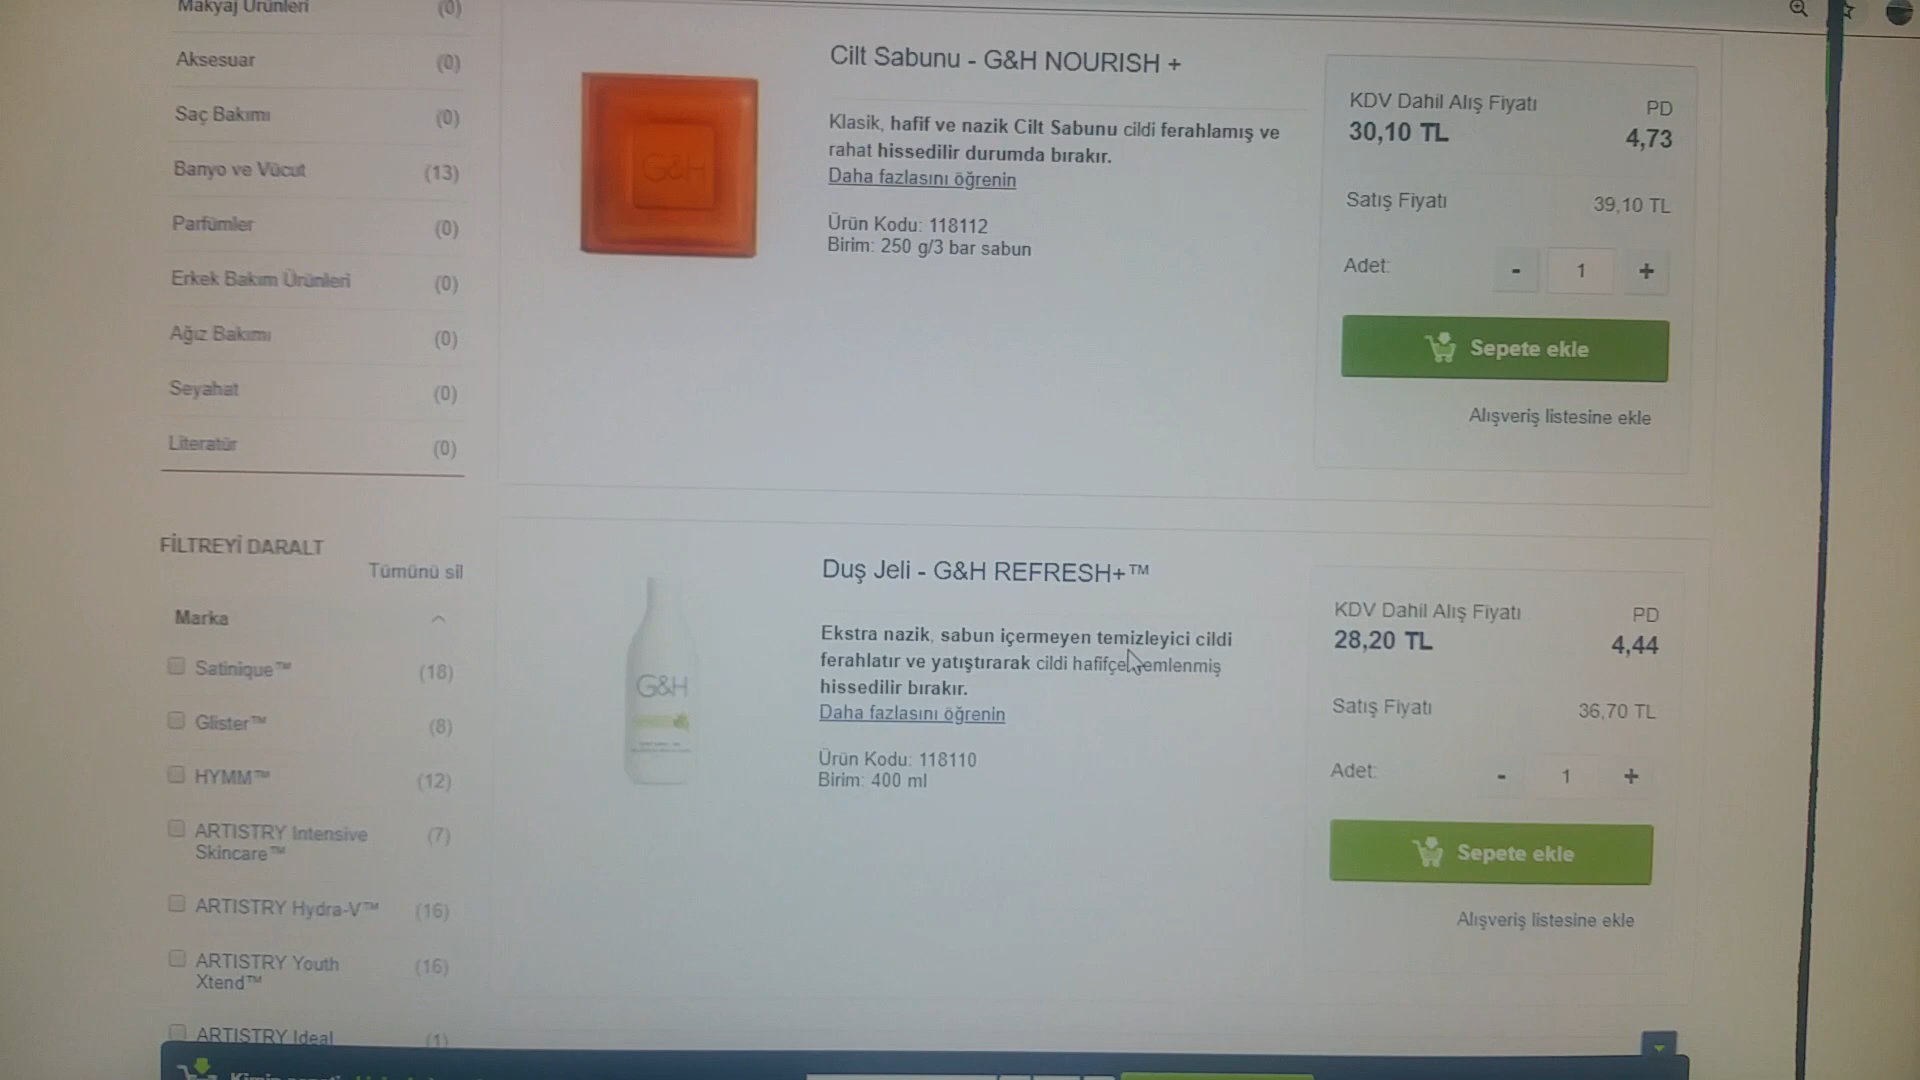 Makyaj Ürünleri (0)
Aksesuar (0)
Saç Bakımı (0)
Banyo ve Vücut (13)
Parfümler (0)
Erkek Bakım Ürünleri (0)
Ağız Bakımı (0)
Seyahat (0)
Literatür (0)
FİLTREYİ DARALT
Tümünü sil
Marka
Satinique™ (18)
Glister™ (8)
HYMM™ (12)
ARTISTRY Intensive (7)
Skincare™
ARTISTRY Hydra-V™ (16)
ARTISTRY Youth (16)
Xtend™
ARTISTRY Ideal (1)
G&H
Cilt Sabunu - G&H NOURISH +
Klasik, hafif ve nazik Cilt Sabunu cildi ferahlamış ve
rahat hissedilir durumda bırakır.
Daha fazlasını öğrenin
Ürün Kodu: 118112
Birim: 250 g/3 bar sabun
KDV Dahil Alış Fiyatı PD
30,10 TL 4,73
Satış Fiyatı 39,10 TL
Adet: - 1 +
Sepete ekle
Alışveriş listesine ekle
G&H
Duş Jeli - G&H REFRESH+™
Ekstra nazik, sabun içermeyen temizleyici cildi
ferahlatır ve yatıştırarak cildi hafifçe
hissedilir bırakır.
Daha fazlasını öğrenin
Ürün Kodu: 118110
Birim: 400 ml
KDV Dahil Alış Fiyatı PD
28,20 TL 4,44
Satış Fiyatı 36,70 TL
Adet: - 1 +
Sepete ekle
Alışveriş listesine ekle